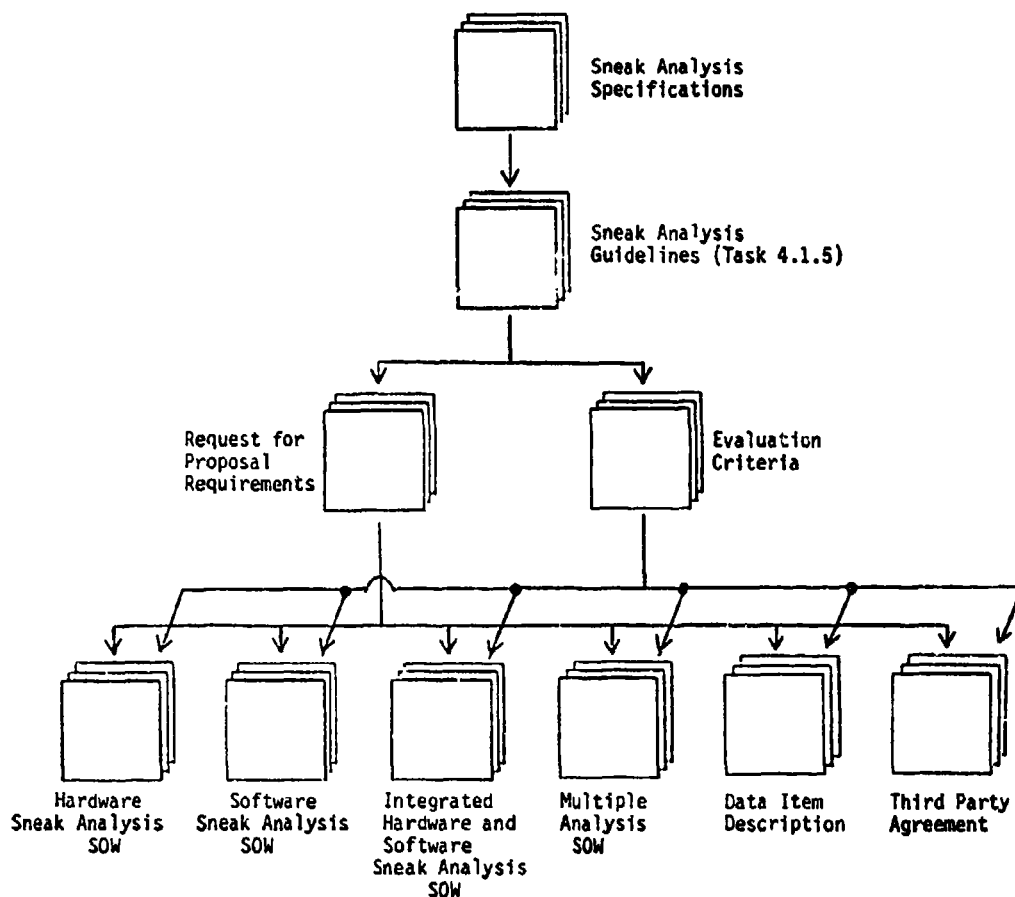 Sneak Analysis
Specifications
Sneak Analysis
Guidelines (Task 4.1.5)
Request for
Proposal
Requirements
Evaluation
Criteria
Hardware
Sneak Analysis
SOW
Software
Sneak Analysis
SOW
Integrated
Hardware and
Software
Sneak Analysis
SOW
Multiple
Analysis
SOW
Data Item
Description
Third Party
Agreement